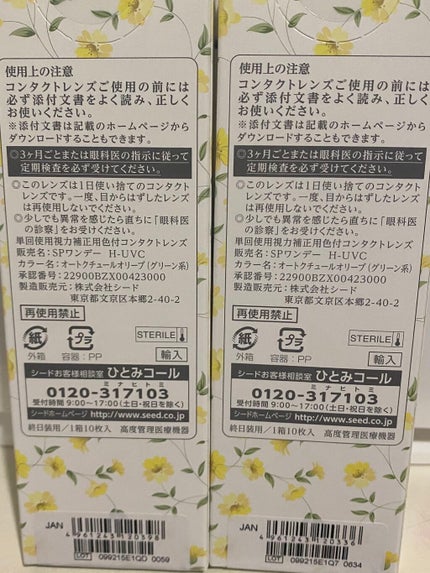 使用上の注意
コンタクトレンズご使用の前には
必ず添付文書をよく読み、正しく
お使いください。
※添付文書は記載のホームページから
ダウンロードすることもできます。
◎3ヶ月ごとまたは眼科医の指示に従って
定期検査を必ず受けてください。
◎このレンズは1日使い捨てのコンタクト
レンズです。一度、目からはずしたレンズ
は再使用しないでください。
◎少しでも異常を感じたら直ちに「眼科医
の診察」をお受けください。
単回使用視力補正用色付コンタクトレンズ
販売名:SPワンデー H-UVC
カラー名:オートクチュールオリーブ(グリーン系)
承認番号:22900BZX00423000
製造販売元:株式会社シード
東京都文京区本郷2-40-2
再使用禁止
紙
外箱
プラ
容器:PP
STERILE
輸入
シードお客様相談室 ひとみコール
ミナヒトミ
0120-317103
受付時間 9:00~17:00(土日・祝日を除く)
シードホームページ http://www.seed.co.jp
終日装用/1箱10枚入 高度管理医療機器
JAN
4961243120396
LOT 099215E1QD 0059
使用上の注意
コンタクトレンズご使用の前には
必ず添付文書をよく読み、正しく
お使いください。
※添付文書は記載のホームページから
ダウンロードすることもできます。
◎3ヶ月ごとまたは眼科医の指示に従って
定期検査を必ず受けてください。
◎このレンズは1日使い捨てのコンタクト
レンズです。一度、目からはずしたレンズ
は再使用しないでください。
◎少しでも異常を感じたら直ちに「眼科医
の診察」をお受けください。
単回使用視力補正用色付コンタクトレンズ
販売名:SPワンデー H-UVC
カラー名:オートクチュールオリーブ(グリーン系)
承認番号:22900BZX00423000
製造販売元:株式会社シード
東京都文京区本郷2-40-2
再使用禁止
紙
外箱
プラ
容器:PP
STERILE
輸入
シードお客様相談室 ひとみコール
ミナヒトミ
0120-317103
受付時間 9:00~17:00(土日・祝日を除く)
シードホームページ http://www.seed.co.jp
終日装用/1箱10枚入 高度管理医療機器
JAN
4961243120336
LOT 099215E1Q7 0634